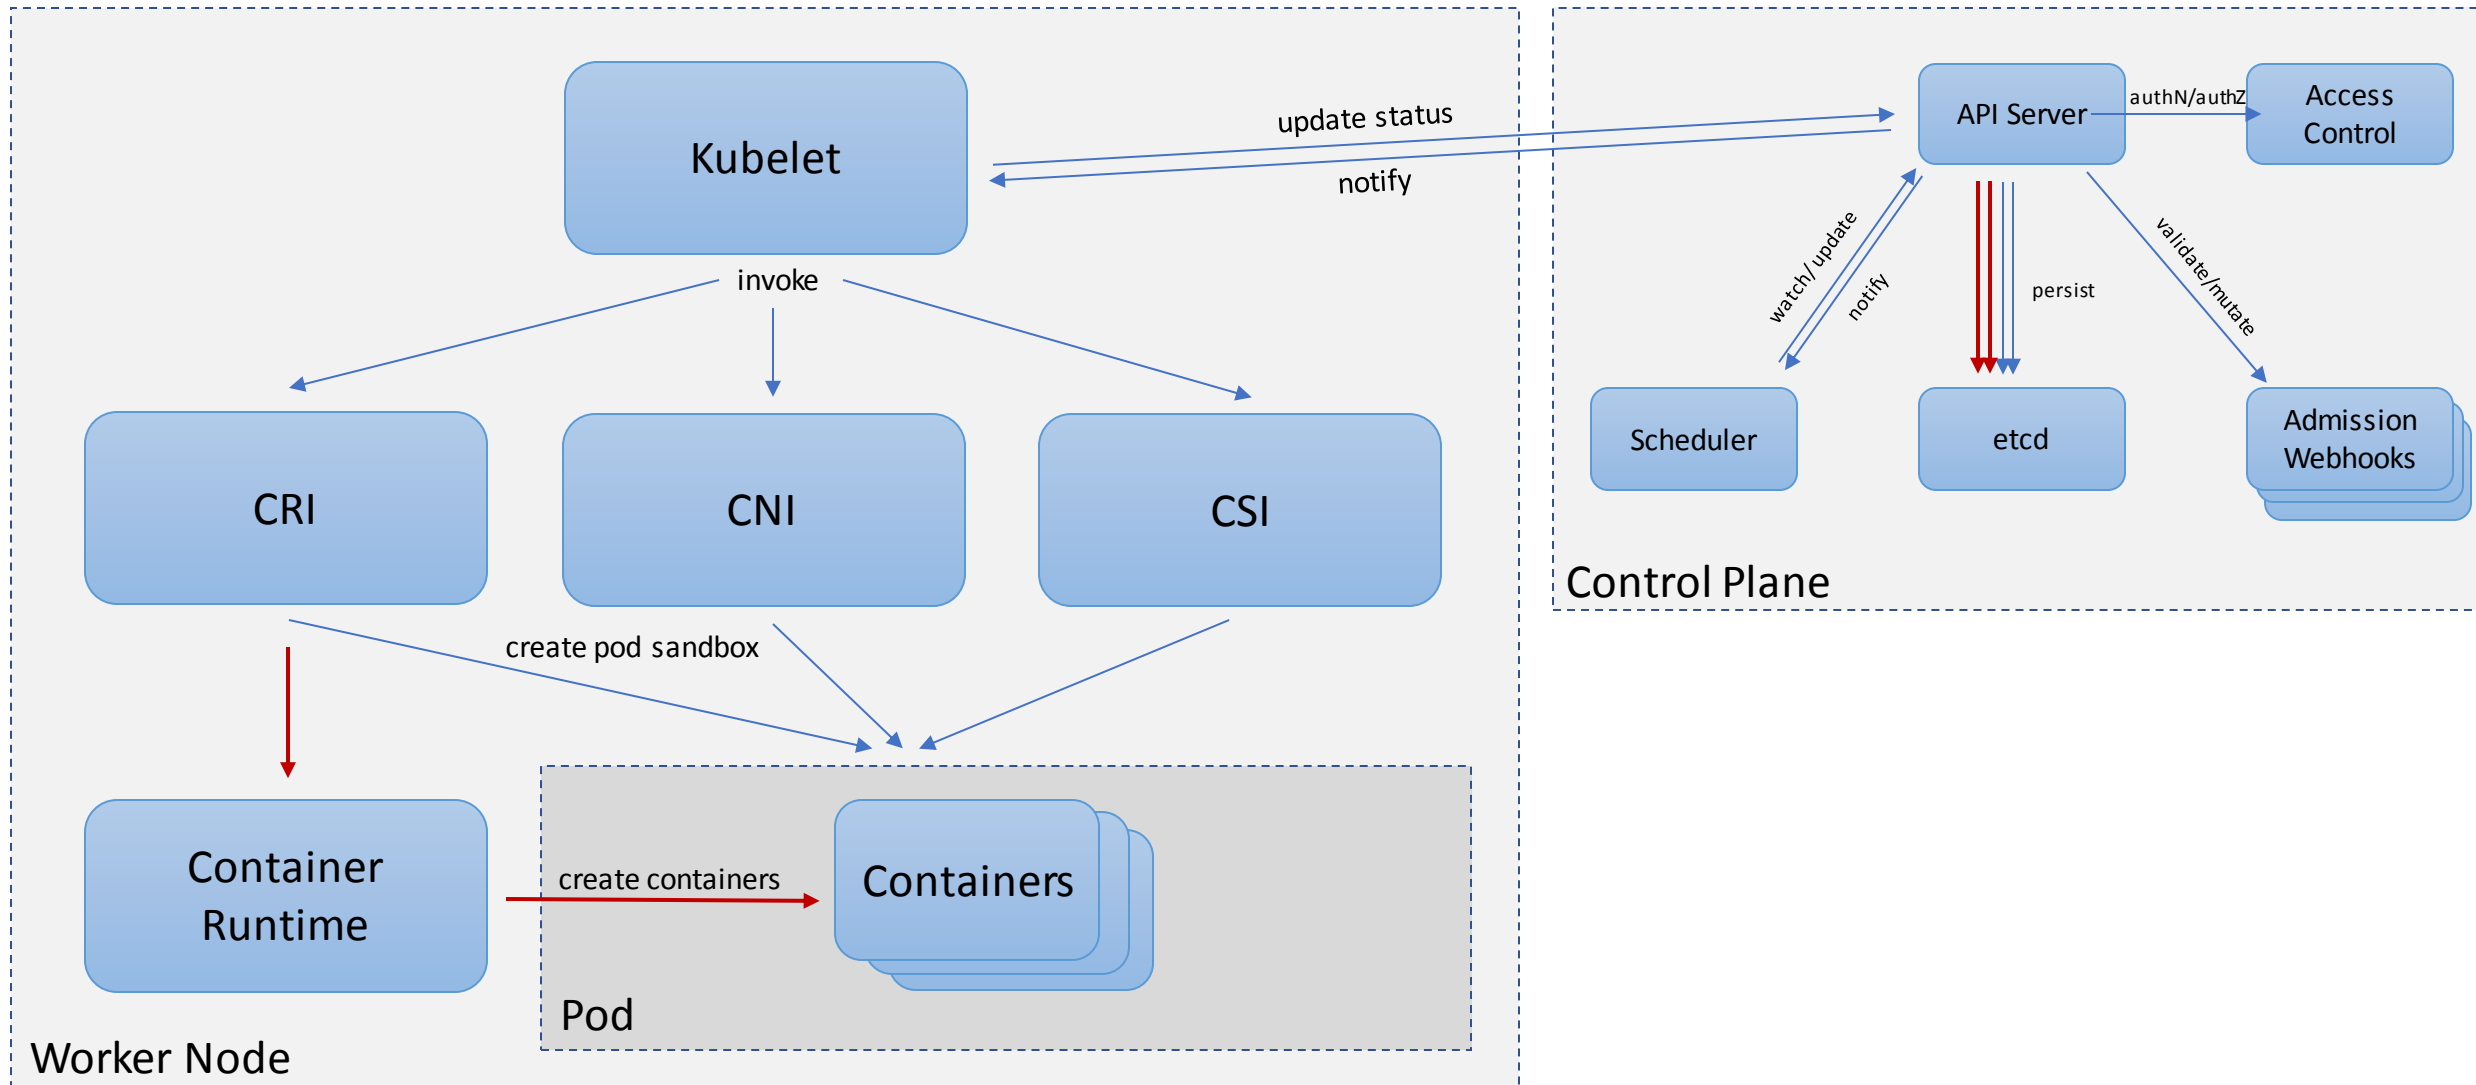 Kubelet
update status
notify
invoke
CRI
CNI
CSI
create pod sandbox
Container
Runtime
create containers
Containers
Pod
Worker Node
API Server
authN/authZ
Access
Control
watch/update
notify
persist
validate/mutate
Scheduler
etcd
Admission
Webhooks
Control Plane